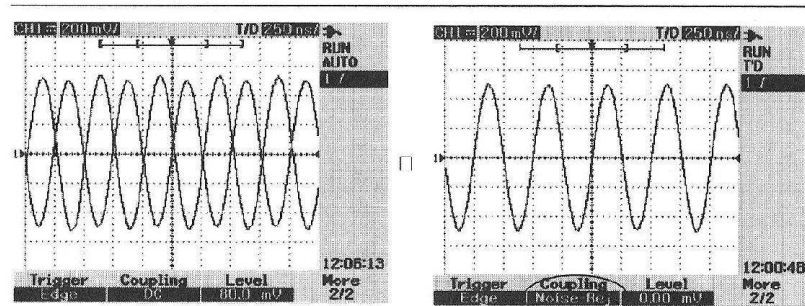 CH1= 200mV/ T/D 250ns/
RUN
AUTO
1
12:06:13
Trigger Coupling Level More
Edge DC 80.0 mV 2/2
CH1= 200mV/ T/D 250ns/
RUN
T'D
1
12:00:46
Trigger Coupling Level More
Edge Noise-Rej 0.00 mV 2/2